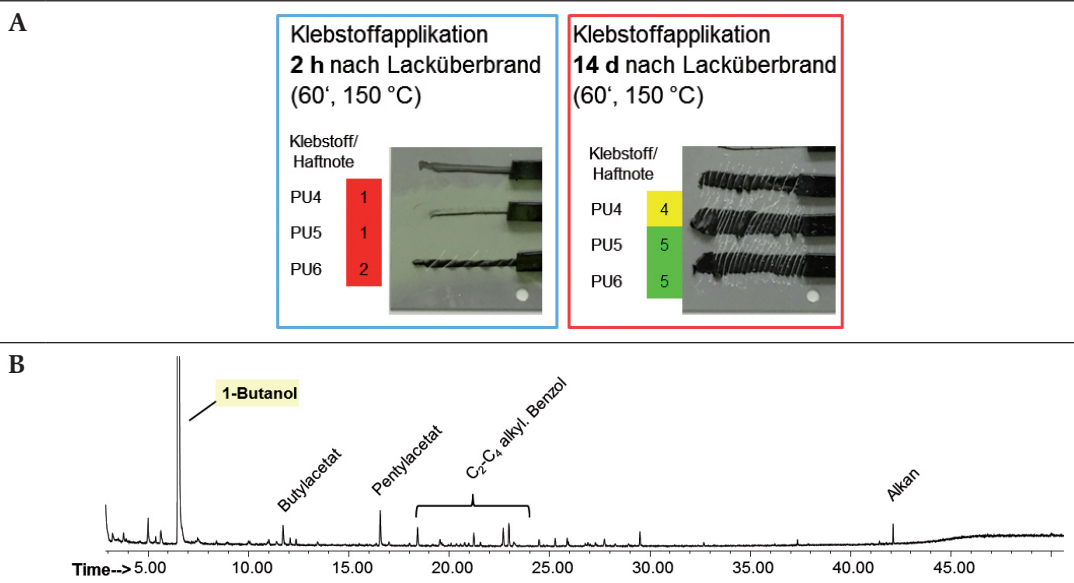 A
Klebstoffapplikation
2 h nach Lacküberbrand
(60‘, 150 °C)
Klebstoff/
Haftnote
PU4 1
PU5 1
PU6 2
Klebstoffapplikation
14 d nach Lacküberbrand
(60‘, 150 °C)
Klebstoff/
Haftnote
PU4 4
PU5 5
PU6 5
B
1-Butanol
Butylacetat
Pentylacetat
C2-C4 alkyl. Benzol
Alkan
Time--> 5.00 10.00 15.00 20.00 25.00 30.00 35.00 40.00 45.00